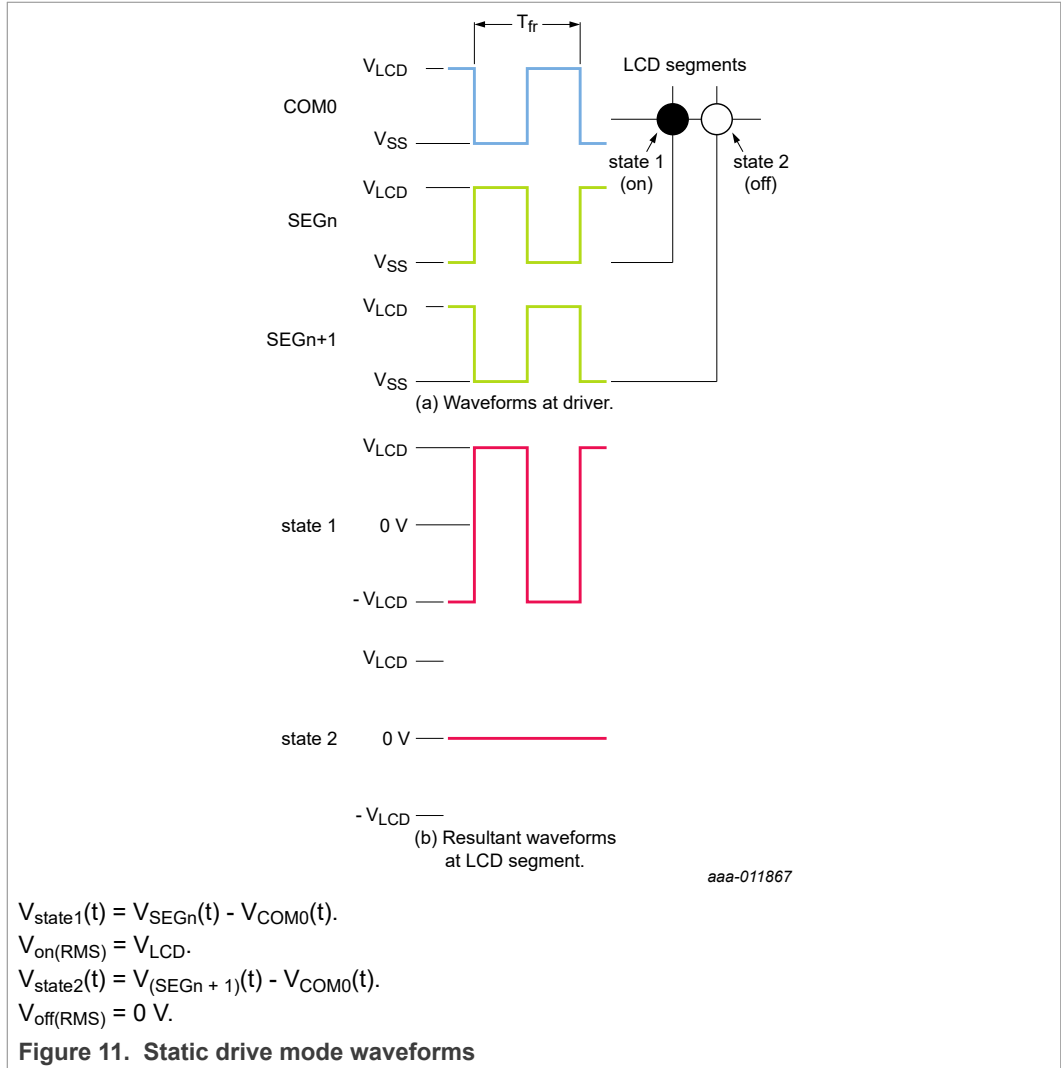 T_fr
V_LCD
LCD segments
COM0
V_SS
state 1
(on)
state 2
(off)
V_LCD
SEGn
V_SS
V_LCD
SEGn+1
V_SS
(a) Waveforms at driver.
V_LCD
state 1
0 V
- V_LCD
V_LCD
state 2
0 V
- V_LCD
(b) Resultant waveforms
at LCD segment.
aaa-011867
V_state1(t) = V_SEGn(t) - V_COM0(t).
V_on(RMS) = V_LCD.
V_state2(t) = V_(SEGn + 1)(t) - V_COM0(t).
V_off(RMS) = 0 V.
Figure 11. Static drive mode waveforms